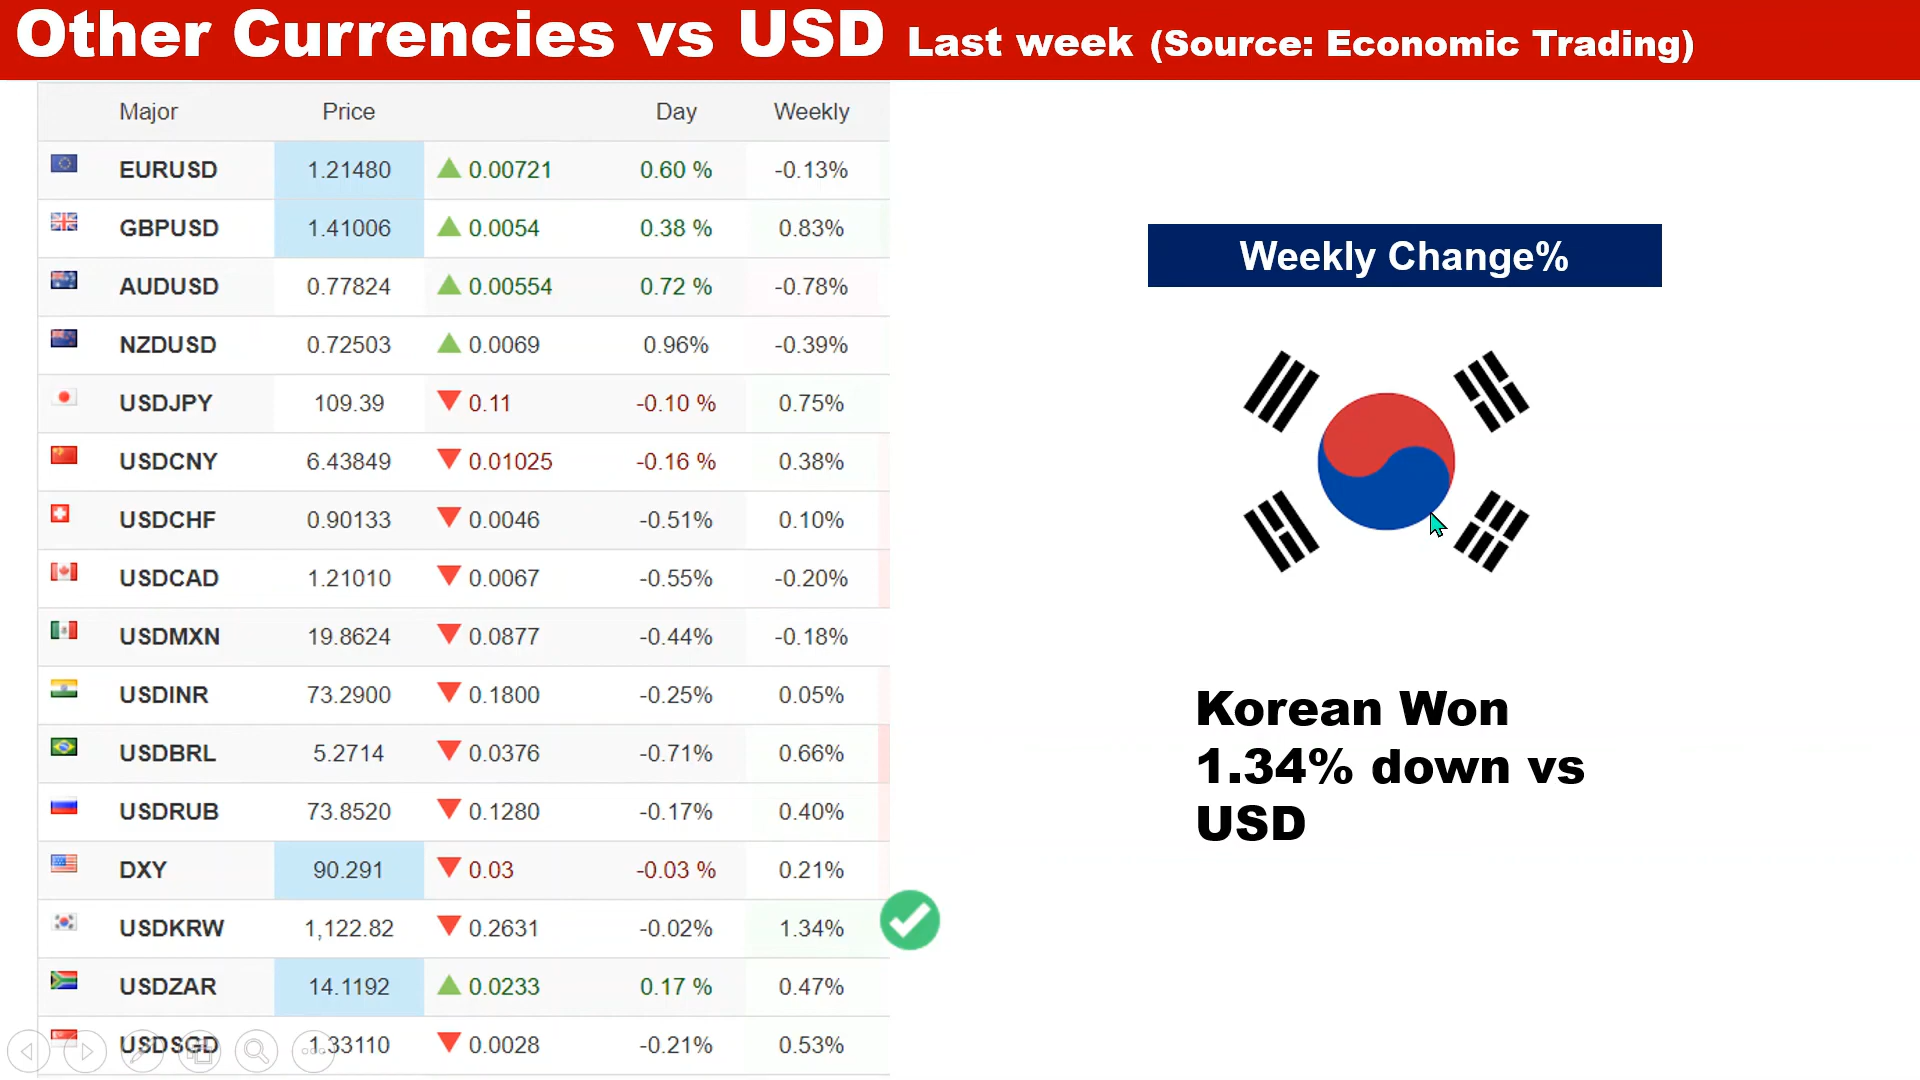 Other Currencies vs USD Last week (Source: Economic Trading)
Major Price Day Weekly
EURUSD 1.21480 0.00721 0.60 % -0.13%
GBPUSD 1.41006 0.0054 0.38 % 0.83%
AUDUSD 0.77824 0.00554 0.72 % -0.78%
NZDUSD 0.72503 0.0069 0.96% -0.39%
USDJPY 109.39 0.11 -0.10 % 0.75%
USDCNY 6.43849 0.01025 -0.16 % 0.38%
USDCHF 0.90133 0.0046 -0.51% 0.10%
USDCAD 1.21010 0.0067 -0.55% -0.20%
USDMXN 19.8624 0.0877 -0.44% -0.18%
USDINR 73.2900 0.1800 -0.25% 0.05%
USDBRL 5.2714 0.0376 -0.71% 0.66%
USDRUB 73.8520 0.1280 -0.17% 0.40%
DXY 90.291 0.03 -0.03 % 0.21%
USDKRW 1,122.82 0.2631 -0.02% 1.34%
USDZAR 14.1192 0.0233 0.17 % 0.47%
USDSGD 1.33110 0.0028 -0.21% 0.53%
Weekly Change%
Korean Won
1.34% down vs
USD